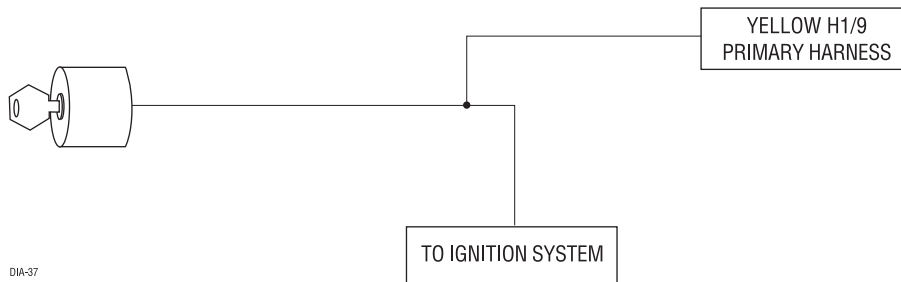 YELLOW H1/9
PRIMARY HARNESS
TO IGNITION SYSTEM
DIA-37